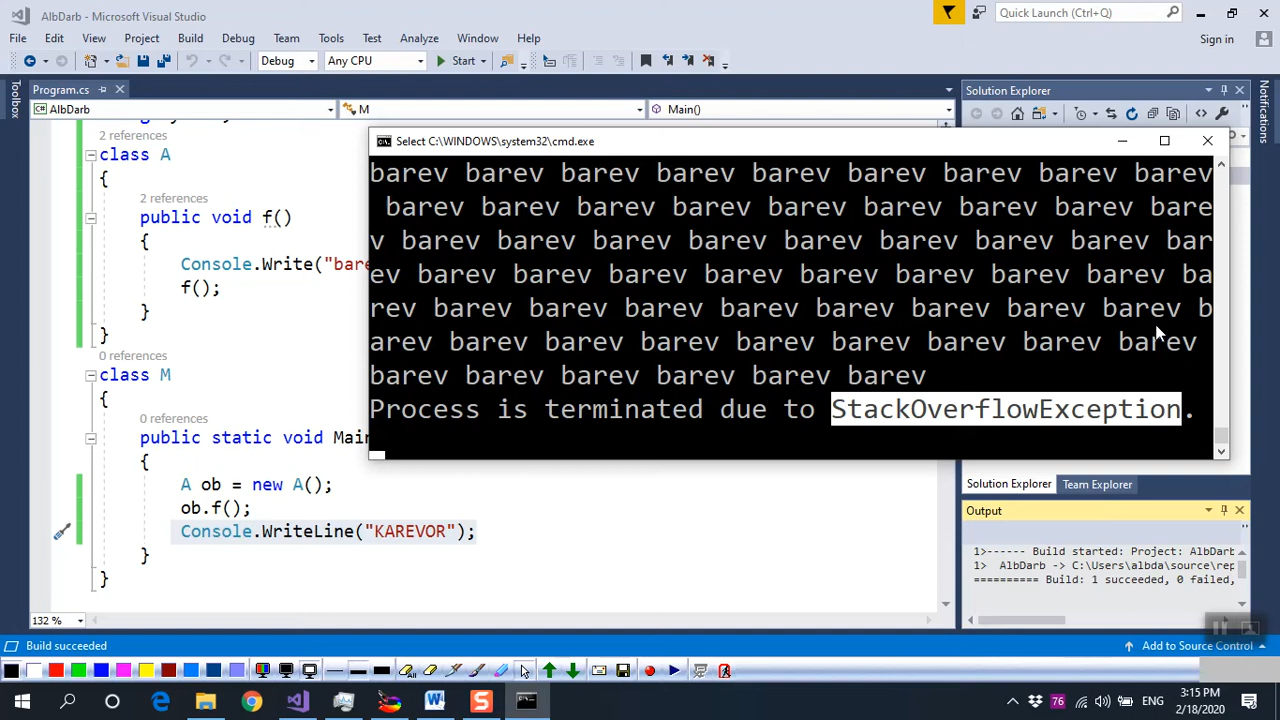 AlbDarb - Microsoft Visual Studio
Quick Launch (Ctrl+Q)
File Edit View Project Build Debug Team Tools Test Analyze Window Help
Sign in
Debug Any CPU Start
Toolbox
Program.cs
AlbDarb M Main()
2 references
class A
{
2 references
public void f()
{
Console.Write("bare
f();
}
}
0 references
class M
{
0 references
public static void Main
{
A ob = new A();
ob.f();
Console.WriteLine("KAREVOR");
}
}
132 %
Select C:\WINDOWS\system32\cmd.exe
barev barev barev barev barev barev barev barev barev
barev barev barev barev barev barev barev barev bare
v barev barev barev barev barev barev barev barev bar
ev barev barev barev barev barev barev barev barev ba
rev barev barev barev barev barev barev barev barev b
arev barev barev barev barev barev barev barev barev
barev barev barev barev barev barev
Process is terminated due to StackOverflowException.
Solution Explorer
Notifications
Solution Explorer Team Explorer
Output
1>------ Build started: Project: AlbDarb
1> AlbDarb -> C:\Users\albda\source\rep
========== Build: 1 succeeded, 0 failed,
Build succeeded
Add to Source Control
76
ENG
3:15 PM
2/18/2020